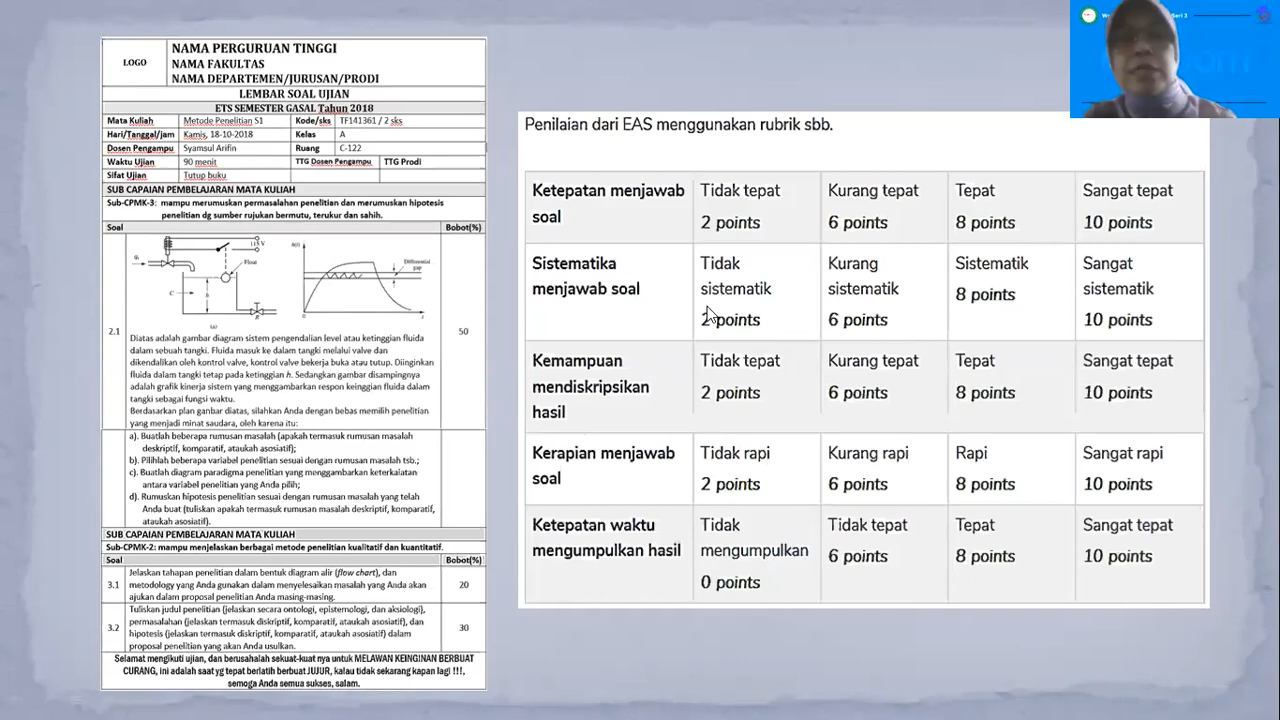 LOGO
NAMA PERGURUAN TINGGI
NAMA FAKULTAS
NAMA DEPARTEMEN/JURUSAN/PRODI
LEMBAR SOAL UJIAN
ETS SEMESTER GASAL Tahun 2018
Mata Kuliah Metode Penelitian S1 Kode/sks TF141361 / 2 sks
Hari/Tanggal/jam Kamis, 18-10-2018 Kelas A
Dosen Pengampu Syamsul Arifin Ruang C-122
Waktu Ujian 90 menit TTG Dosen Pengampu TTG Prodi
Sifat Ujian Tutup buku
SUB CAPAIAN PEMBELAJARAN MATA KULIAH
Sub-CPMK-3: mampu merumuskan permasalahan penelitian dan merumuskan hipotesis
penelitian dg sumber rujukan bermutu, terukur dan sahih.
Soal Bobot(%)
115 V
Float
h
C
R
(a)
h(t)
Differential
gap
0
t
2.1
50
Diatas adalah gambar diagram sistem pengendalian level atau ketinggian fluida
dalam sebuah tangki. Fluida masuk ke dalam tangki melalui valve dan
dikendalikan oleh kontrol valve, kontrol valve bekerja buka atau tutup. Diinginkan
fluida dalam tangki tetap pada ketinggian h. Sedangkan gambar disampingnya
adalah grafik kinerja sistem yang menggambarkan respon keinggian fluida dalam
tangki sebagai fungsi waktu.
Berdasarkan plan ganbar diatas, silahkan Anda dengan bebas memilih penelitian
yang menjadi minat saudara, oleh karena itu:
a). Buatlah beberapa rumusan masalah (apakah termasuk rumusan masalah
deskriptif, komparatif, ataukah asosiatif);
b). Pilihlah beberapa variabel penelitian sesuai dengan rumusan masalah tsb.;
c). Buatlah diagram paradigma penelitian yang menggambarkan keterkaiatan
antara variabel penelitian yang Anda pilih;
d). Rumuskan hipotesis penelitian sesuai dengan rumusan masalah yang telah
Anda buat (tuliskan apakah termasuk rumusan masalah deskriptif, komparatif,
ataukah asosiatif).
SUB CAPAIAN PEMBELAJARAN MATA KULIAH
Sub-CPMK-2: mampu menjelaskan berbagai metode penelitian kualitatif dan kuantitatif.
Soal Bobot(%)
3.1
Jelaskan tahapan penelitian dalam bentuk diagram alir (flow chart), dan
metodology yang Anda gunakan dalam menyelesaikan masalah yang Anda akan
ajukan dalam proposal penelitian Anda masing-masing.
20
3.2
Tuliskan judul penelitian (jelaskan secara ontologi, epistemologi, dan aksiologi),
permasalahan (jelaskan termasuk diskriptif, komparatif, ataukah asosiatif), dan
hipotesis (jelaskan termasuk diskriptif, komparatif, ataukah asosiatif) dalam
proposal penelitian yang akan Anda usulkan.
30
Selamat mengikuti ujian, dan berusahalah sekuat-kuat nya untuk MELAWAN KEINGINAN BERBUAT
CURANG, ini adalah saat yg tepat berlatih berbuat JUJUR, kalau tidak sekarang kapan lagi !!!,
semoga Anda semua sukses, salam.
Penilaian dari EAS menggunakan rubrik sbb.
Ketepatan menjawab Tidak tepat Kurang tepat Tepat Sangat tepat
soal 2 points 6 points 8 points 10 points
Sistematika Tidak Kurang Sistematik Sangat
menjawab soal sistematik sistematik 8 points sistematik
2 points 6 points 10 points
Kemampuan Tidak tepat Kurang tepat Tepat Sangat tepat
mendiskripsikan 2 points 6 points 8 points 10 points
hasil
Kerapian menjawab Tidak rapi Kurang rapi Rapi Sangat rapi
soal 2 points 6 points 8 points 10 points
Ketepatan waktu Tidak Tidak tepat Tepat Sangat tepat
mengumpulkan hasil mengumpulkan 6 points 8 points 10 points
0 points